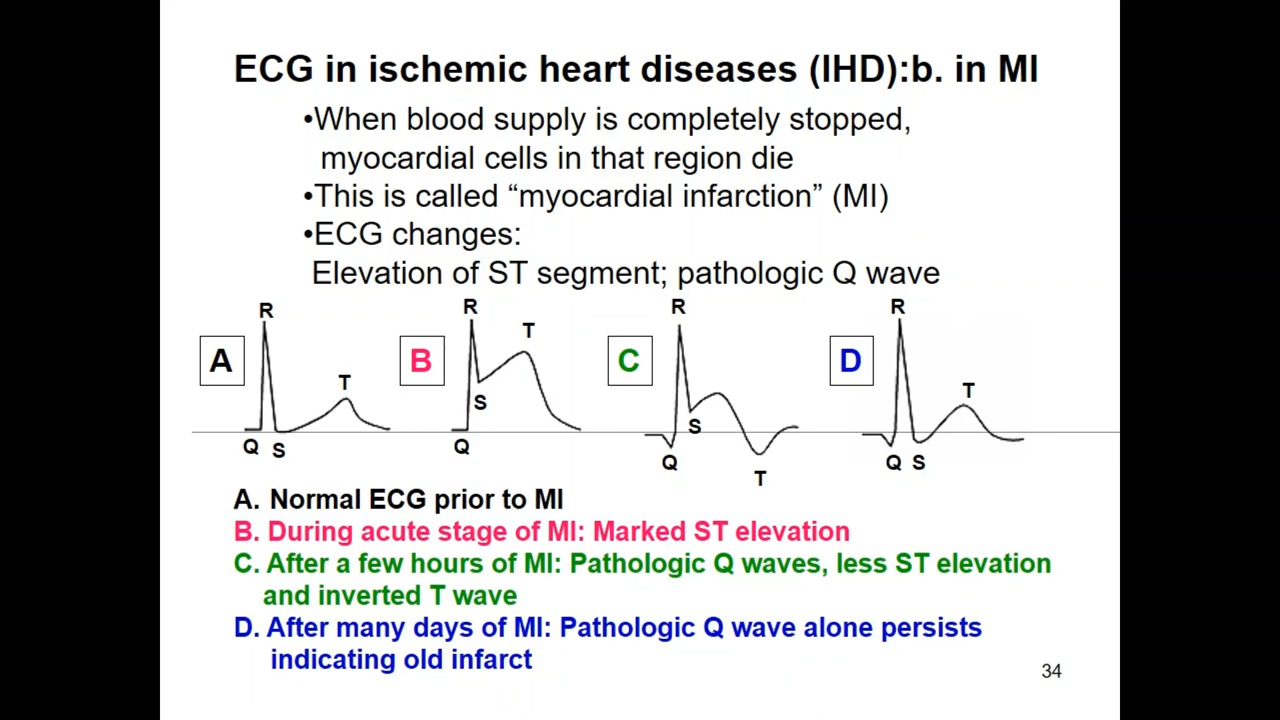 ECG in ischemic heart diseases (IHD):b. in MI
•When blood supply is completely stopped,
myocardial cells in that region die
•This is called “myocardial infarction” (MI)
•ECG changes:
Elevation of ST segment; pathologic Q wave
A
R
T
Q
S
B
R
T
S
Q
C
R
S
Q
T
D
R
T
Q
S
A. Normal ECG prior to MI
B. During acute stage of MI: Marked ST elevation
C. After a few hours of MI: Pathologic Q waves, less ST elevation
and inverted T wave
D. After many days of MI: Pathologic Q wave alone persists
indicating old infarct
34